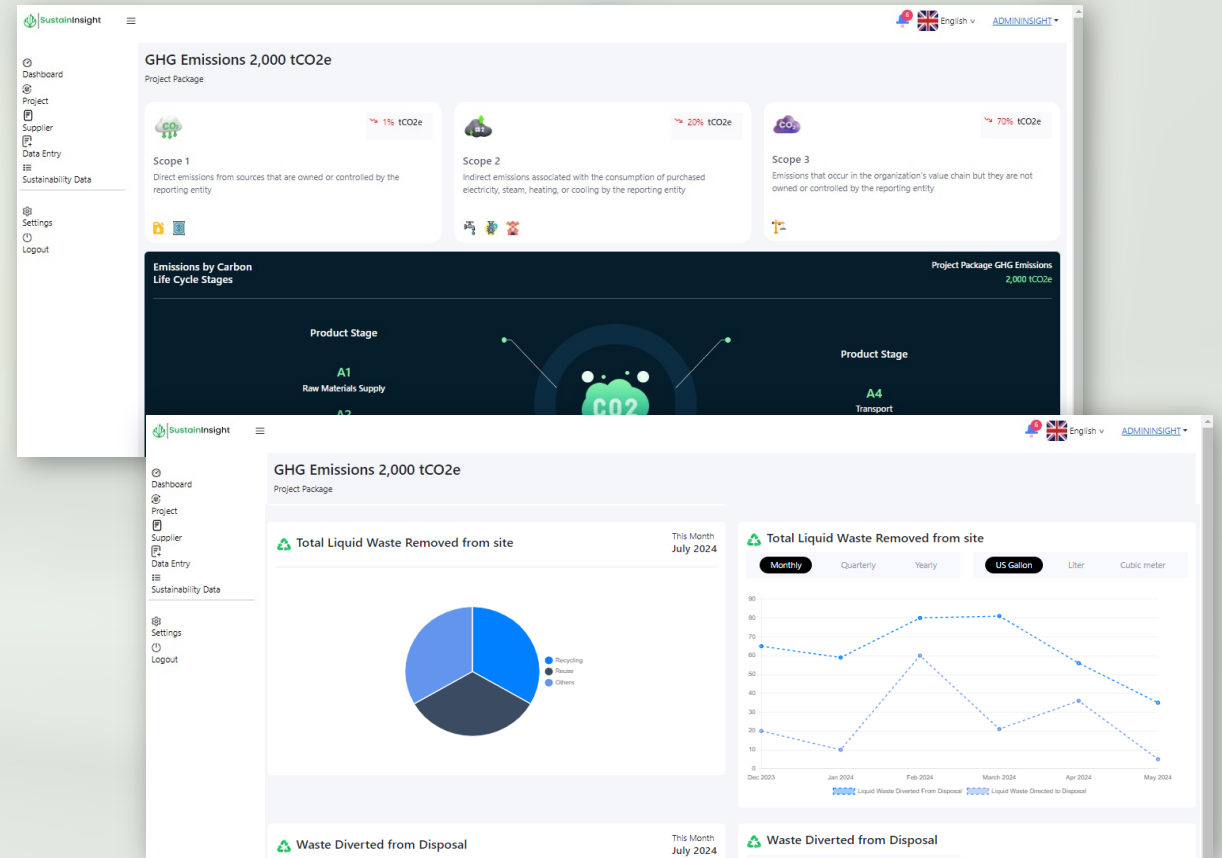 SustainInsight
6
English
ADMININSIGHT
Dashboard
Project
Supplier
Data Entry
Sustainability Data
Settings
Logout
GHG Emissions 2,000 tCO2e
Project Package
CO2
1% tCO2e
Scope 1
Direct emissions from sources that are owned or controlled by the
reporting entity
20% tCO2e
Scope 2
Indirect emissions associated with the consumption of purchased
electricity, steam, heating, or cooling by the reporting entity
CO2
70% tCO2e
Scope 3
Emissions that occur in the organization's value chain but they are not
owned or controlled by the reporting entity
Emissions by Carbon
Life Cycle Stages
Project Package GHG Emissions
2,000 tCO2e
Product Stage
A1
Raw Materials Supply
A2
CO2
Product Stage
A4
Transport
SustainInsight
6
English
ADMININSIGHT
Dashboard
Project
Supplier
Data Entry
Sustainability Data
Settings
Logout
GHG Emissions 2,000 tCO2e
Project Package
Total Liquid Waste Removed from site
This Month
July 2024
Recycling
Reuse
Others
Total Liquid Waste Removed from site
Monthly Quarterly Yearly US Gallon Liter Cubic meter
90
80
70
60
50
40
30
20
10
0
Dec 2023 Jan 2024 Feb 2024 March 2024 Apr 2024 May 2024
Liquid Waste Diverted From Disposal Liquid Waste Directed to Disposal
Waste Diverted from Disposal
This Month
July 2024
Waste Diverted from Disposal